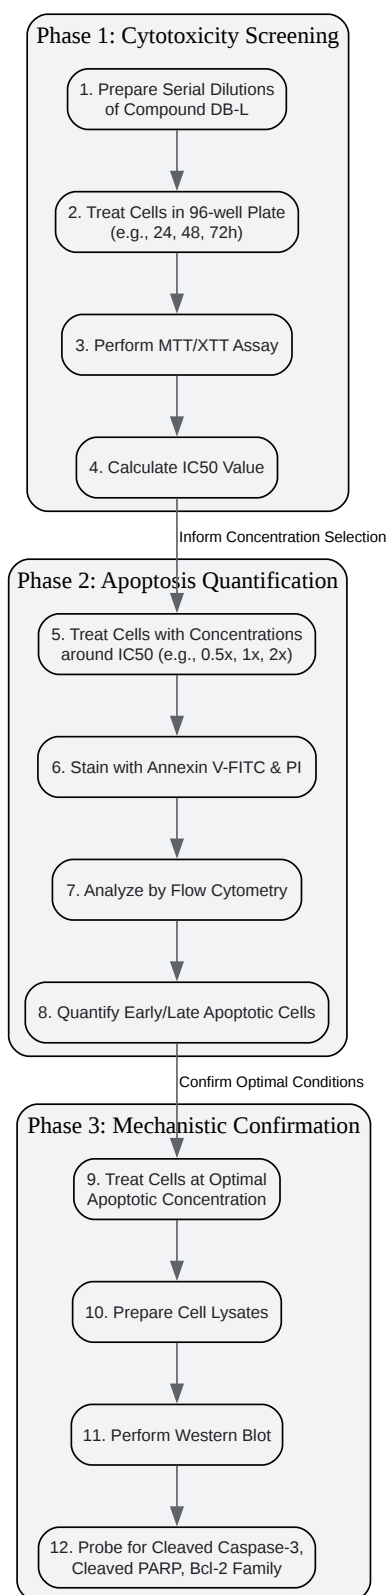 Phase 1: Cytotoxicity Screening
1. Prepare Serial Dilutions
of Compound DB-L
2. Treat Cells in 96-well Plate
(e.g., 24, 48, 72h)
3. Perform MTT/XTT Assay
4. Calculate IC50 Value
Inform Concentration Selection
Phase 2: Apoptosis Quantification
5. Treat Cells with Concentrations
around IC50 (e.g., 0.5x, 1x, 2x)
6. Stain with Annexin V-FITC & PI
7. Analyze by Flow Cytometry
8. Quantify Early/Late Apoptotic Cells
Confirm Optimal Conditions
Phase 3: Mechanistic Confirmation
9. Treat Cells at Optimal
Apoptotic Concentration
10. Prepare Cell Lysates
11. Perform Western Blot
12. Probe for Cleaved Caspase-3,
Cleaved PARP, Bcl-2 Family